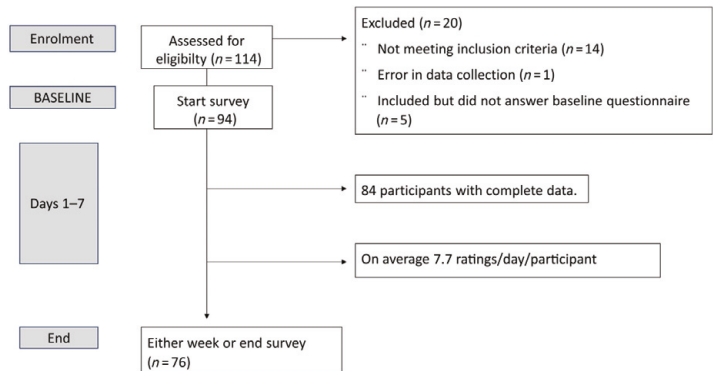 Enrolment
Assessed for
eligibilty (n=114)
Excluded (n=20)
¨ Not meeting inclusion criteria (n=14)
¨ Error in data collection (n=1)
¨ Included but did not answer baseline questionnaire
(n=5)
BASELINE
Start survey
(n=94)
Days 1–7
84 participants with complete data.
On average 7.7 ratings/day/participant
End
Either week or end survey
(n=76)